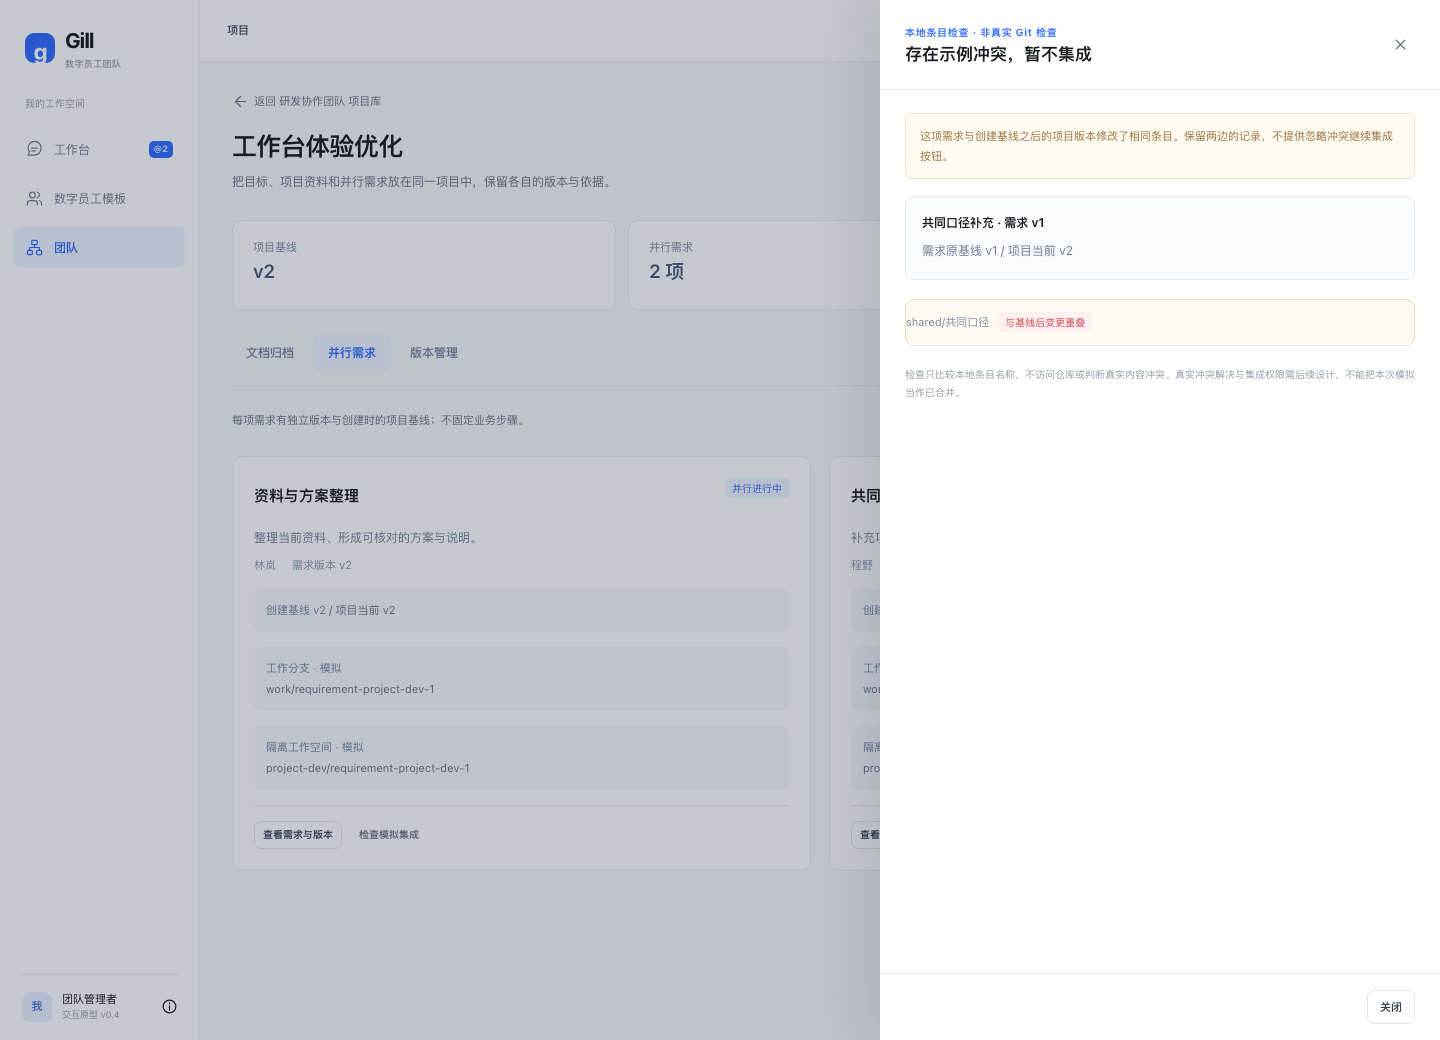 g
Gill
数字员工团队
我的工作空间
工作台
@2
数字员工模板
团队
我
团队管理者
交互原型 v0.4
项目
返回 研发协作团队 项目库
工作台体验优化
把目标、项目资料和并行需求放在同一项目中，保留各自的版本与依据。
项目基线
v2
并行需求
2 项
文档归档
并行需求
版本管理
每项需求有独立版本与创建时的项目基线；不固定业务步骤。
资料与方案整理
并行进行中
整理当前资料、形成可核对的方案与说明。
林岚
需求版本 v2
创建基线 v2 / 项目当前 v2
工作分支 · 模拟
work/requirement-project-dev-1
隔离工作空间 · 模拟
project-dev/requirement-project-dev-1
查看需求与版本
检查模拟集成
共同
补充
程野
创建
工作
wor
隔离
pro
查看
本地条目检查 · 非真实 Git 检查
存在示例冲突，暂不集成
这项需求与创建基线之后的项目版本修改了相同条目。保留两边的记录，不提供忽略冲突继续集成
按钮。
共同口径补充 · 需求 v1
需求原基线 v1 / 项目当前 v2
shared/共同口径
与基线后变更重叠
检查只比较本地条目名称，不访问仓库或判断真实内容冲突。真实冲突解决与集成权限需后续设计，不能把本次模拟
当作已合并。
关闭